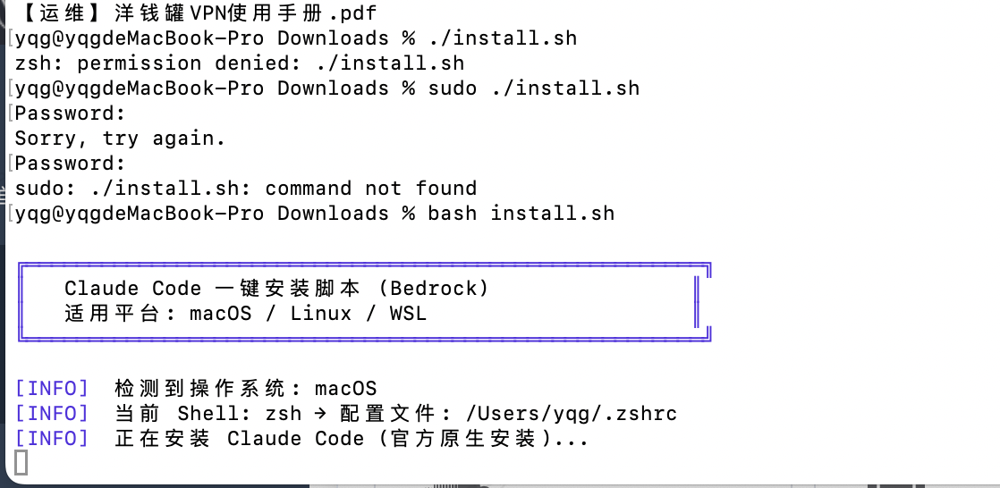 【运维】洋钱罐VPN使用手册.pdf
[yqg@yqgdeMacBook-Pro Downloads % ./install.sh
zsh: permission denied: ./install.sh
[yqg@yqgdeMacBook-Pro Downloads % sudo ./install.sh
[Password:
Sorry, try again.
[Password:
sudo: ./install.sh: command not found
[yqg@yqgdeMacBook-Pro Downloads % bash install.sh
Claude Code 一键安装脚本 (Bedrock)
适用平台: macOS / Linux / WSL
[INFO] 检测到操作系统: macOS
[INFO] 当前 Shell: zsh → 配置文件: /Users/yqg/.zshrc
[INFO] 正在安装 Claude Code (官方原生安装)...